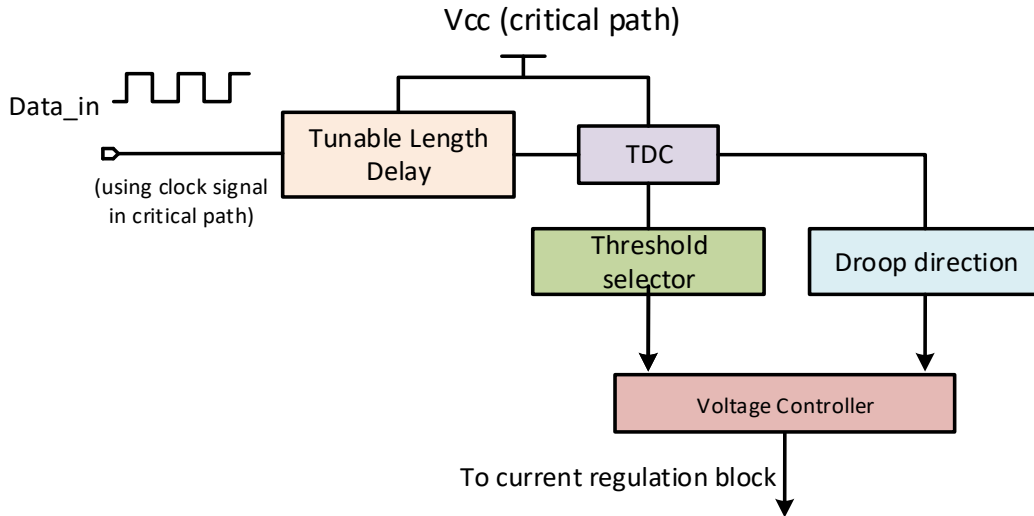 Vcc (critical path)
Data_in
Tunable Length
Delay
TDC
(using clock signal
in critical path)
Threshold
selector
Droop direction
Voltage Controller
To current regulation block